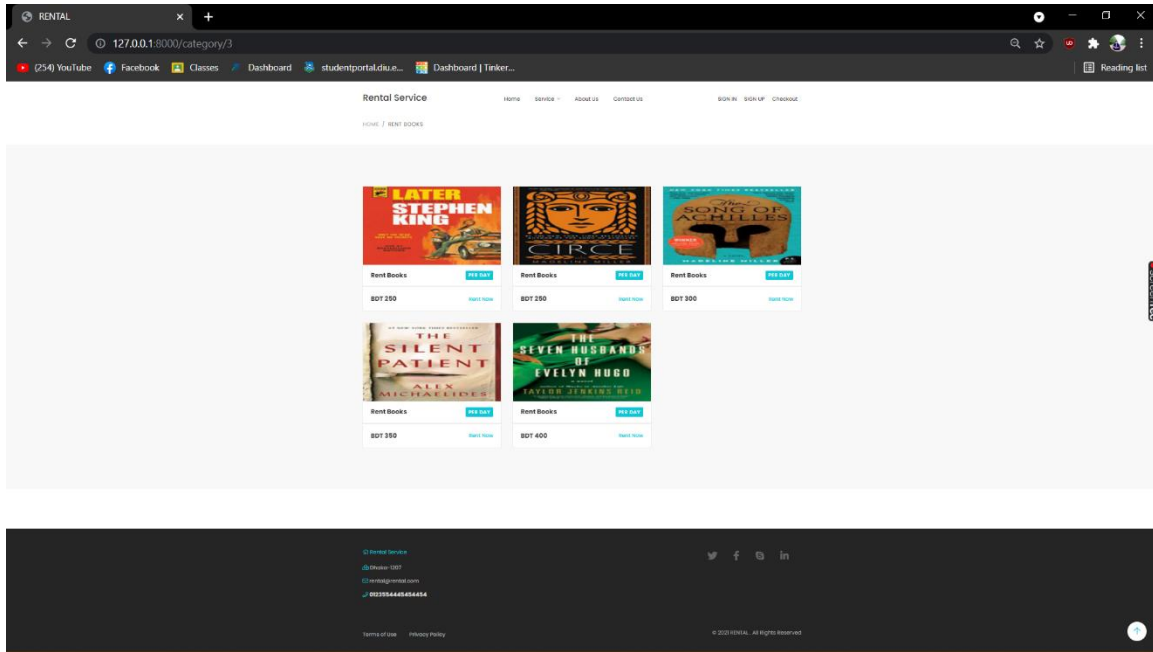 RENTAL
127.0.0.1:8000/category/3
(254) YouTube Facebook Classes Dashboard studentportal.diu.e... Dashboard | Tinker... Reading list
Rental Service Home Service About Us Contact Us SIGN IN SIGN UP Checkout
HOME / RENT BOOKS
LATER
STEPHEN
KING
CIRCE
MADELINE MILLER
The
SONG OF
ACHILLES
MADELINE MILLER
Rent Books PER DAY Rent Books PER DAY Rent Books PER DAY
BDT 250 Rent Now BDT 250 Rent Now BDT 300 Rent Now
THE
SILENT
PATIENT
ALEX
MICHAELIDES
THE
SEVEN HUSBANDS
OF
EVELYN HUGO
TAYLOR JENKINS REID
Rent Books PER DAY Rent Books PER DAY
BDT 350 Rent Now BDT 400 Rent Now
Rental Service
Dhaka-1207
rental@rental.com
Terms of Use Privacy Policy © 2021 RENTAL . All Rights Reserved